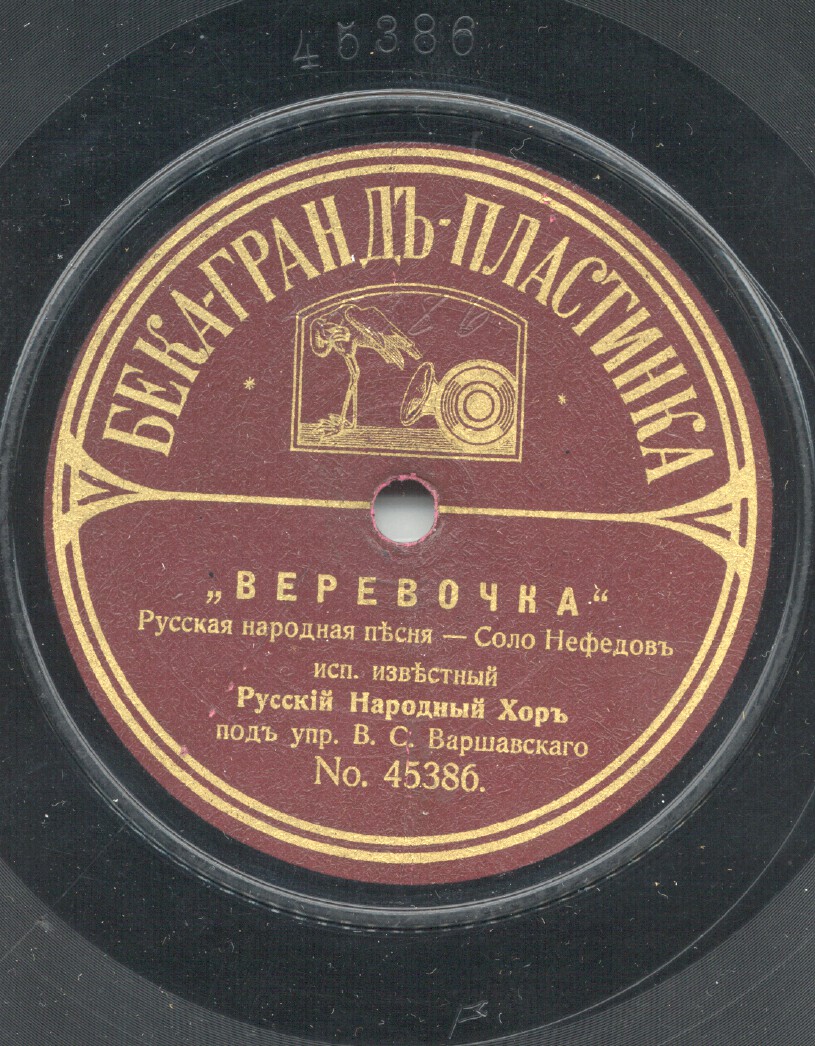 45386
БЕКА-ГРАНДЪ-ПЛАСТИНКА
„ВЕРЕВОЧКА“
Русская народная пѣсня — Соло Нефедовъ
исп. извѣстный
Русскій Народный Хоръ
подъ упр. В. С. Варшавскаго
No. 45386.